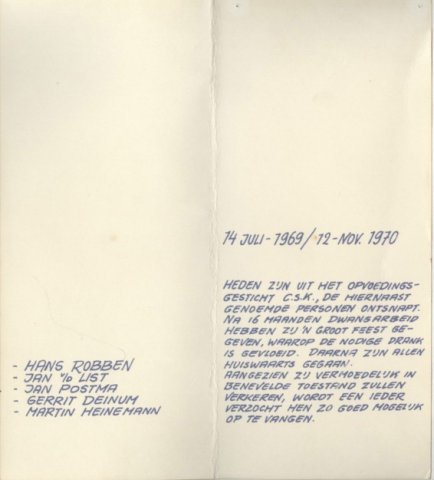 14 JULI - 1969 / 12 - NOV. 1970
HEDEN ZIJN UIT HET OPVOEDINGS-
GESTICHT C.S.K., DE HIERNAAST
GENOEMDE PERSONEN ONTSNAPT.
NA 16 MAANDEN DWANGARBEID
HEBBEN ZIJ 'N GROOT FEEST GE-
GEVEN, WAAROP DE NODIGE DRANK
IS GEVLOEID. DAARNA ZIJN ALLEN
HUISWAARTS GEGAAN.
AANGEZIEN ZIJ VERMOEDELIJK IN
BENEVELDE TOESTAND ZULLEN
VERKEREN, WORDT EEN IEDER
VERZOCHT HEN ZO GOED MOGELIJK
OP TE VANGEN.
- HANS ROBBEN
- JAN v/d LIST
- JAN POSTMA
- GERRIT DEINUM
- MARTIN HEINEMANN